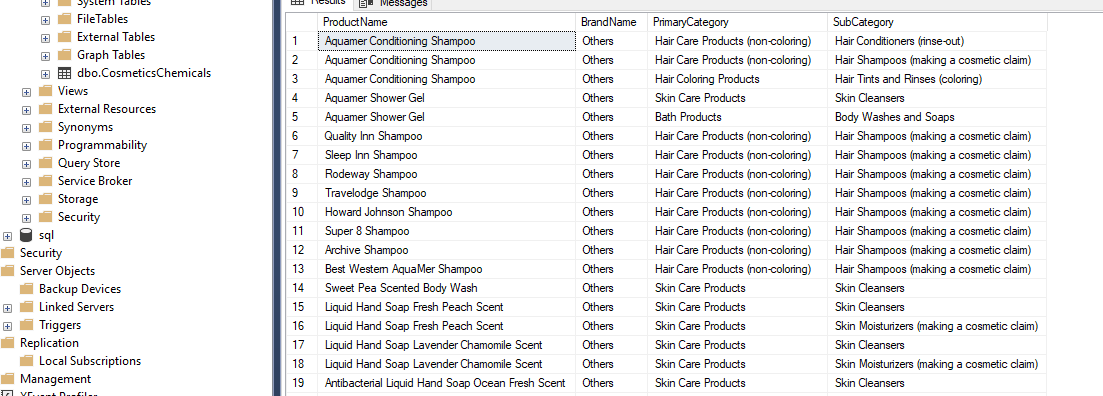 System Tables
FileTables
External Tables
Graph Tables
dbo.CosmeticsChemicals
Views
External Resources
Synonyms
Programmability
Query Store
Service Broker
Storage
Security
sql
Security
Server Objects
Backup Devices
Linked Servers
Triggers
Replication
Local Subscriptions
Management
XEvent Profiler
Results Messages
ProductName BrandName PrimaryCategory SubCategory
1 Aquamer Conditioning Shampoo Others Hair Care Products (non-coloring) Hair Conditioners (rinse-out)
2 Aquamer Conditioning Shampoo Others Hair Care Products (non-coloring) Hair Shampoos (making a cosmetic claim)
3 Aquamer Conditioning Shampoo Others Hair Coloring Products Hair Tints and Rinses (coloring)
4 Aquamer Shower Gel Others Skin Care Products Skin Cleansers
5 Aquamer Shower Gel Others Bath Products Body Washes and Soaps
6 Quality Inn Shampoo Others Hair Care Products (non-coloring) Hair Shampoos (making a cosmetic claim)
7 Sleep Inn Shampoo Others Hair Care Products (non-coloring) Hair Shampoos (making a cosmetic claim)
8 Rodeway Shampoo Others Hair Care Products (non-coloring) Hair Shampoos (making a cosmetic claim)
9 Travelodge Shampoo Others Hair Care Products (non-coloring) Hair Shampoos (making a cosmetic claim)
10 Howard Johnson Shampoo Others Hair Care Products (non-coloring) Hair Shampoos (making a cosmetic claim)
11 Super 8 Shampoo Others Hair Care Products (non-coloring) Hair Shampoos (making a cosmetic claim)
12 Archive Shampoo Others Hair Care Products (non-coloring) Hair Shampoos (making a cosmetic claim)
13 Best Western AquaMer Shampoo Others Hair Care Products (non-coloring) Hair Shampoos (making a cosmetic claim)
14 Sweet Pea Scented Body Wash Others Skin Care Products Skin Cleansers
15 Liquid Hand Soap Fresh Peach Scent Others Skin Care Products Skin Cleansers
16 Liquid Hand Soap Fresh Peach Scent Others Skin Care Products Skin Moisturizers (making a cosmetic claim)
17 Liquid Hand Soap Lavender Chamomile Scent Others Skin Care Products Skin Cleansers
18 Liquid Hand Soap Lavender Chamomile Scent Others Skin Care Products Skin Moisturizers (making a cosmetic claim)
19 Antibacterial Liquid Hand Soap Ocean Fresh Scent Others Skin Care Products Skin Cleansers